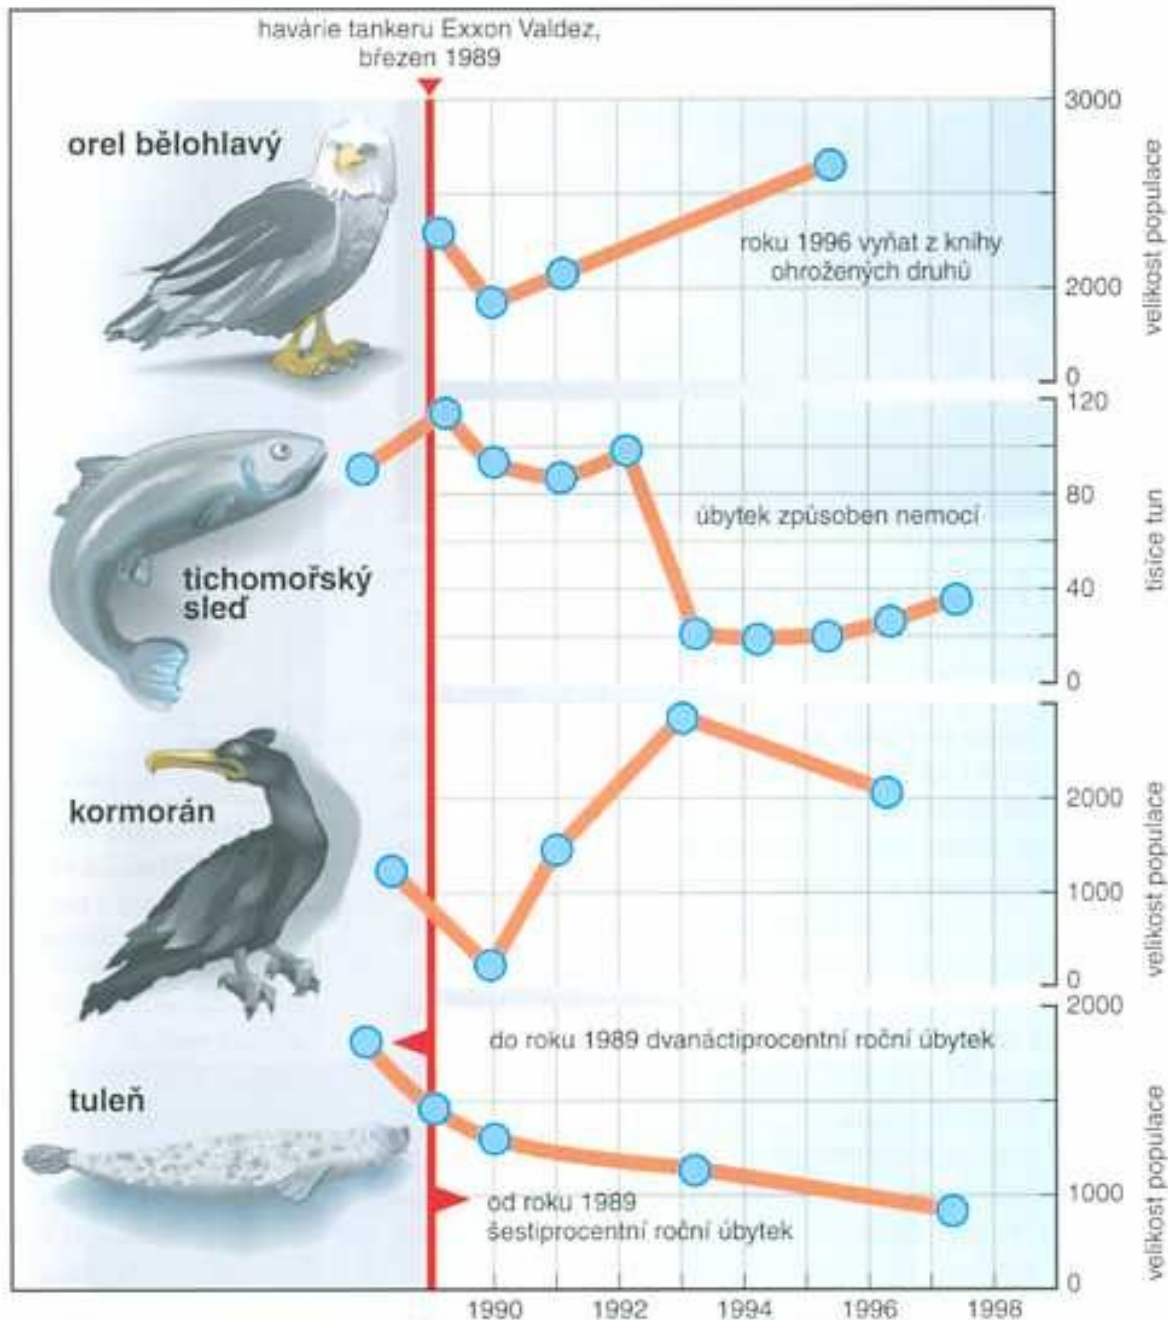 havárie tankeru Exxon Valdez,
březen 1989
orel bělohlavý
3000
2000
0
velikost populace
roku 1996 vyňat z knihy
ohrožených druhů
tichomořský
sleď
120
80
40
0
tisíce tun
úbytek způsoben nemocí
kormorán
2000
1000
0
velikost populace
tuleň
do roku 1989 dvanáctiprocentní roční úbytek
od roku 1989
šestiprocentní roční úbytek
2000
1000
0
velikost populace
1990 1992 1994 1996 1998